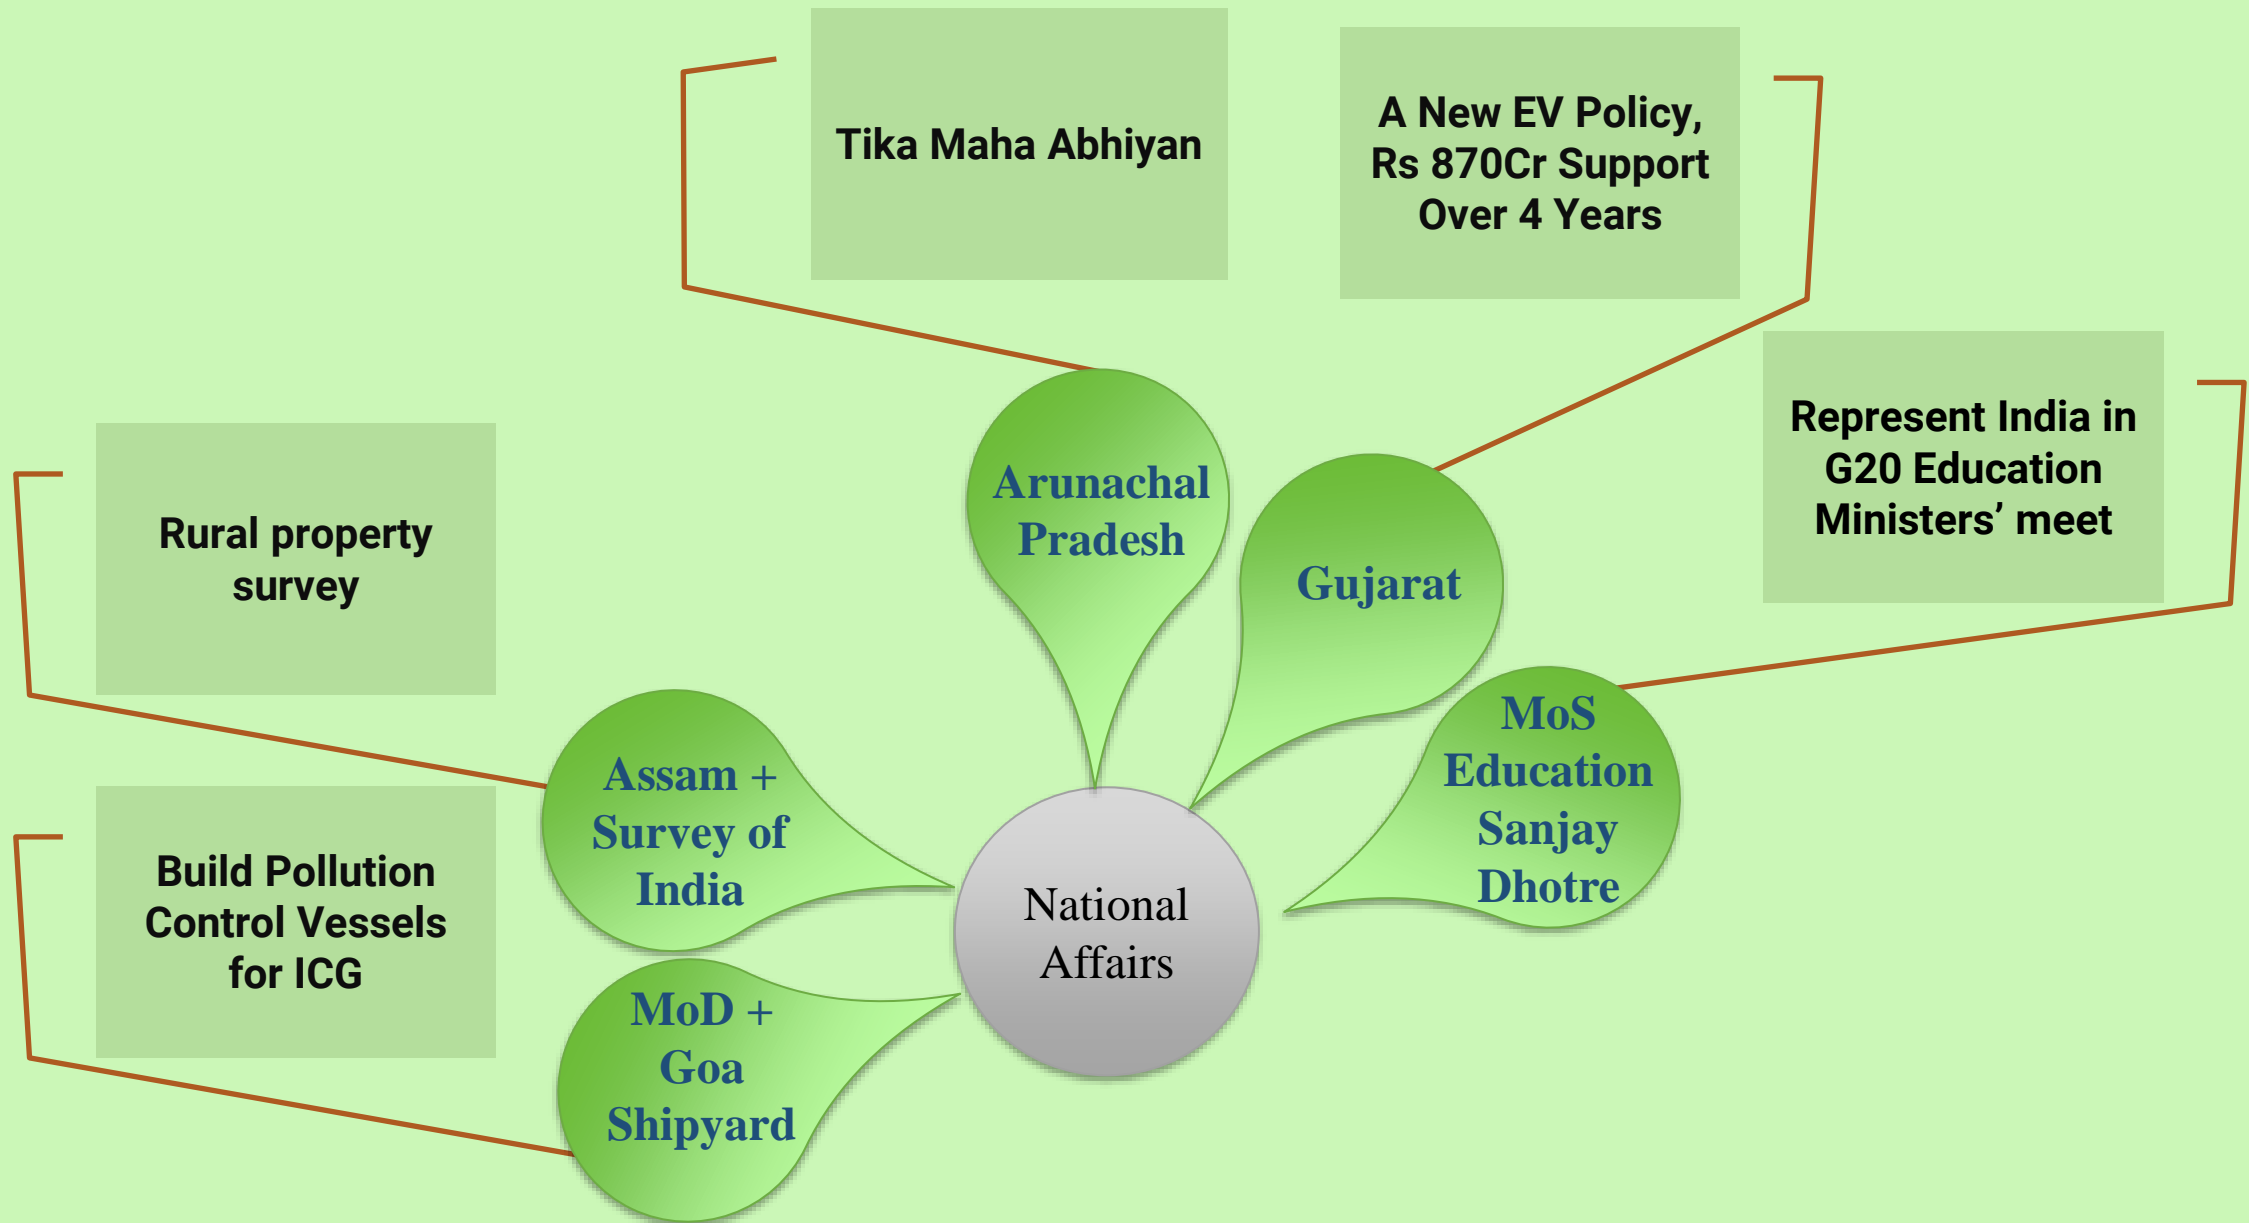 Tika Maha Abhiyan
A New EV Policy,
Rs 870Cr Support
Over 4 Years
Represent India in
G20 Education
Ministers’ meet
Rural property
survey
Build Pollution
Control Vessels
for ICG
Arunachal
Pradesh
Gujarat
MoS
Education
Sanjay
Dhotre
Assam +
Survey of
India
MoD +
Goa
Shipyard
National
Affairs